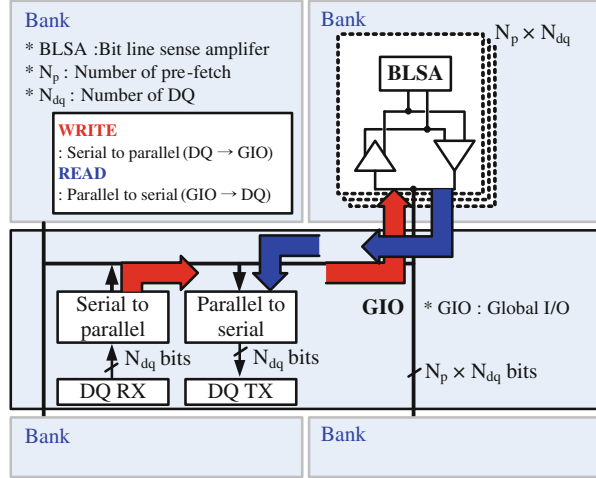 Bank
* BLSA :Bit line sense amplifer
* Np : Number of pre-fetch
* Ndq : Number of DQ
WRITE
: Serial to parallel (DQ → GIO)
READ
: Parallel to serial (GIO → DQ)
Bank
Np × Ndq
BLSA
Serial to
parallel
Parallel to
serial
GIO
* GIO : Global I/O
Ndq bits
Ndq bits
Np × Ndq bits
DQ RX
DQ TX
Bank
Bank